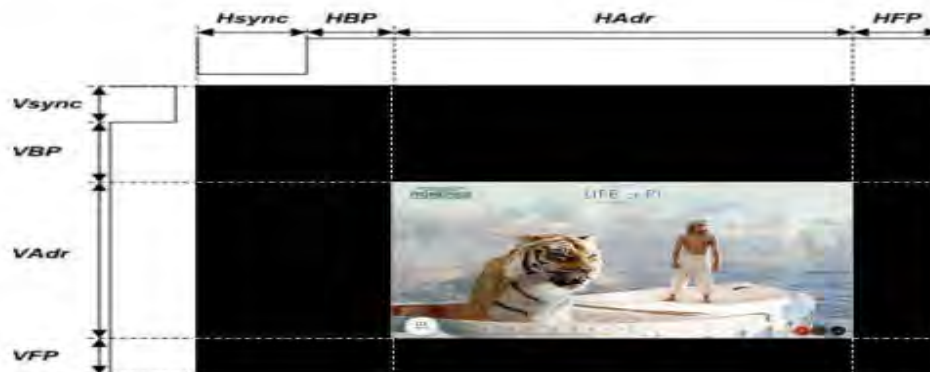 Hsync HBP HAdr HFP
Vsync
VBP
LIFE OF PI
VAdr
VFP